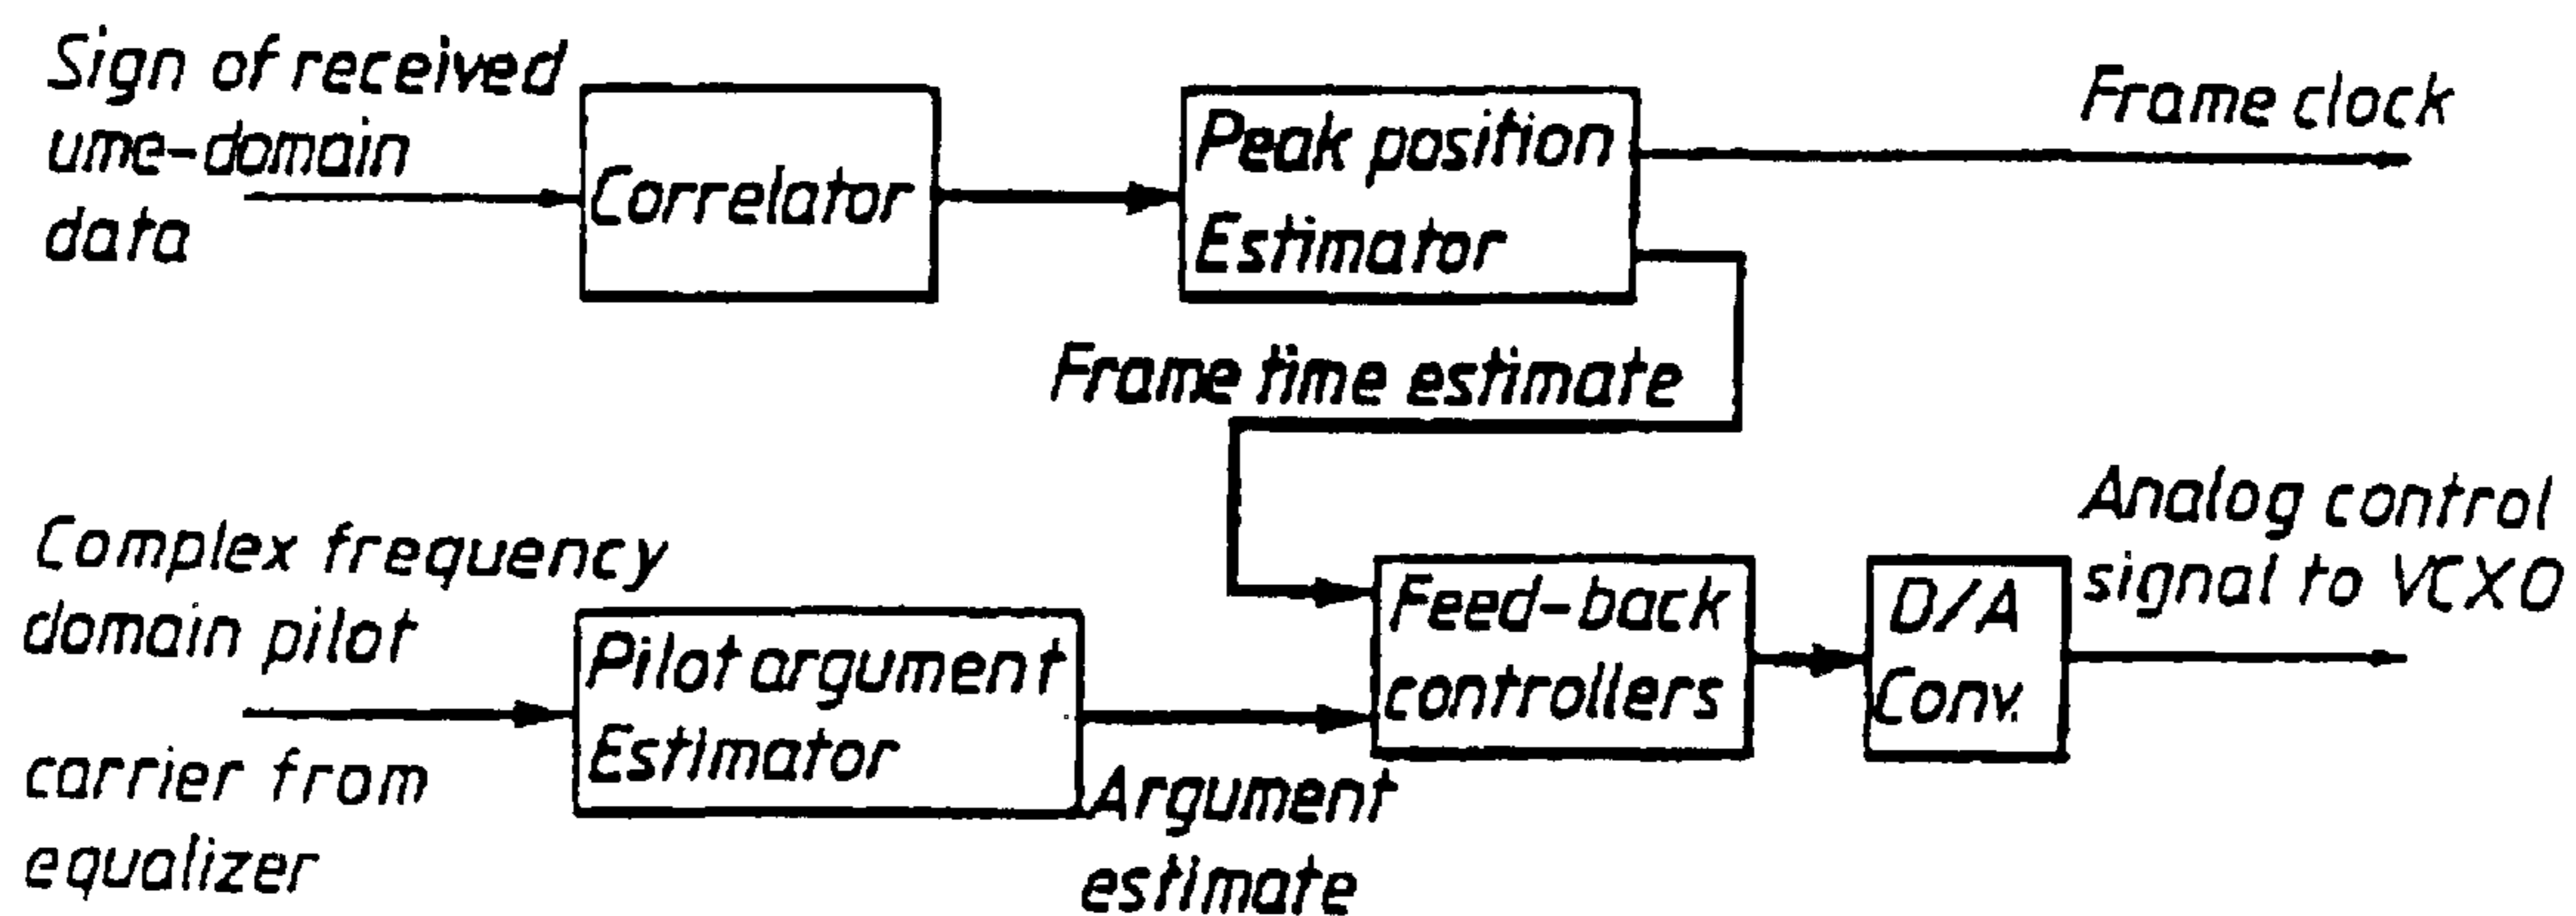 Sign of received
ume-domain
data
Correlator
Peak position
Estimator
Frame clock
Frame time estimate
Complex frequency
domain pilot
carrier from
equalizer
Pilot argument
Estimator
Argument
estimate
Feed-back
controllers
D/A
Conv.
Analog control
signal to VCXO